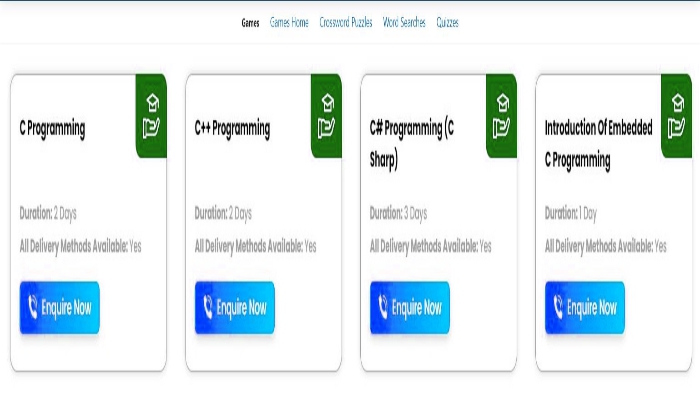 Games Games Home Crossword Puzzles Word Searches Quizzes
C Programming
Duration: 2 Days
All Delivery Methods Available: Yes
Enquire Now
C++ Programming
Duration: 2 Days
All Delivery Methods Available: Yes
Enquire Now
C# Programming (C
Sharp)
Duration: 3 Days
All Delivery Methods Available: Yes
Enquire Now
Introduction Of Embedded
C Programming
Duration: 1 Day
All Delivery Methods Available: Yes
Enquire Now